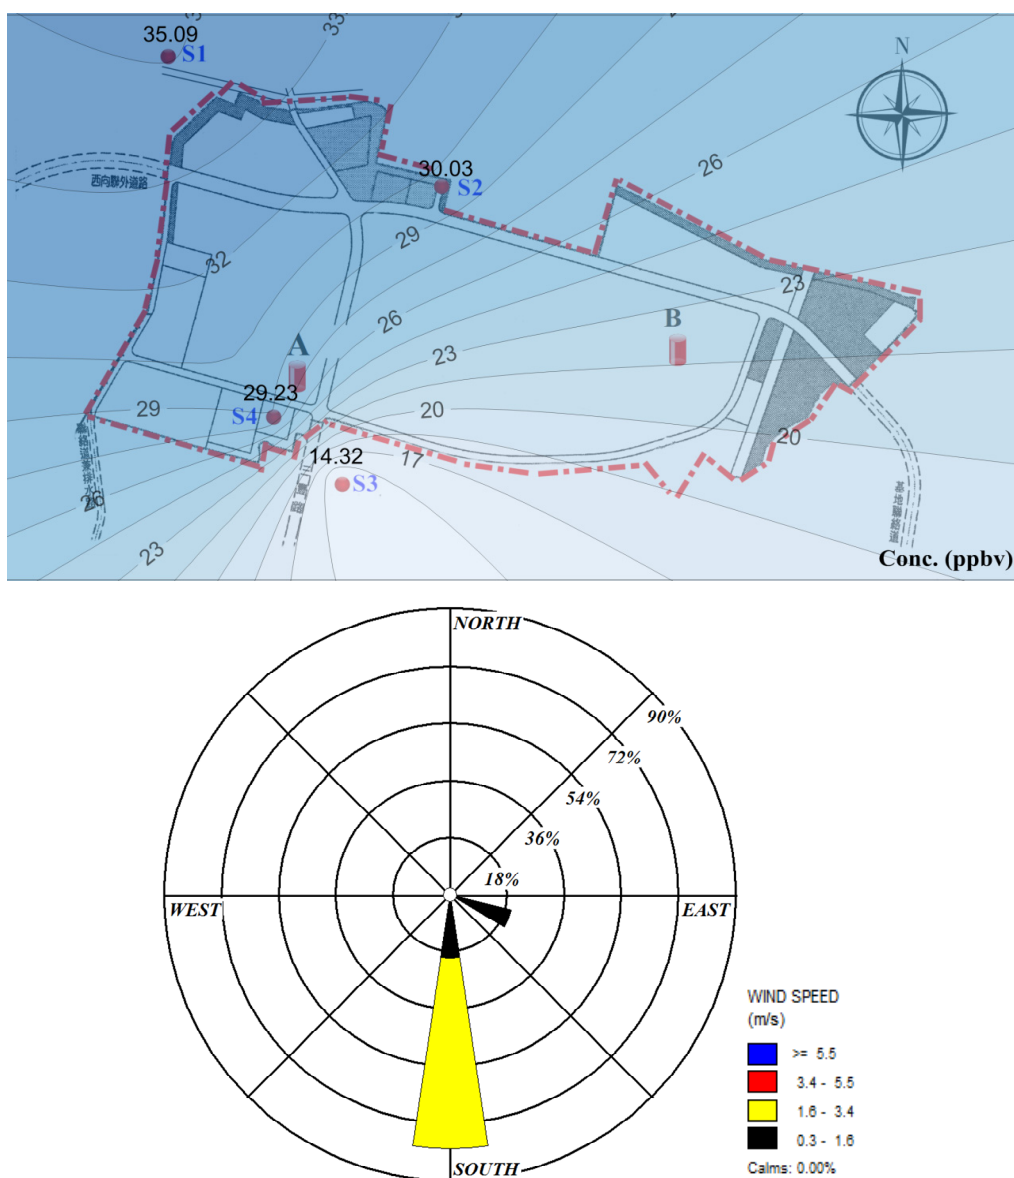 35.09
S1
33
N
30.03
S2
26
西向聯外道路
29
32
23
26
A
B
23
29.23
29
S4
20
20
14.32
17
S3
26
23
Conc. (ppbv)
NORTH
90%
72%
54%
36%
18%
WEST
EAST
SOUTH
WIND SPEED
(m/s)
>= 5.5
3.4 - 5.5
1.6 - 3.4
0.3 - 1.6
Calms: 0.00%